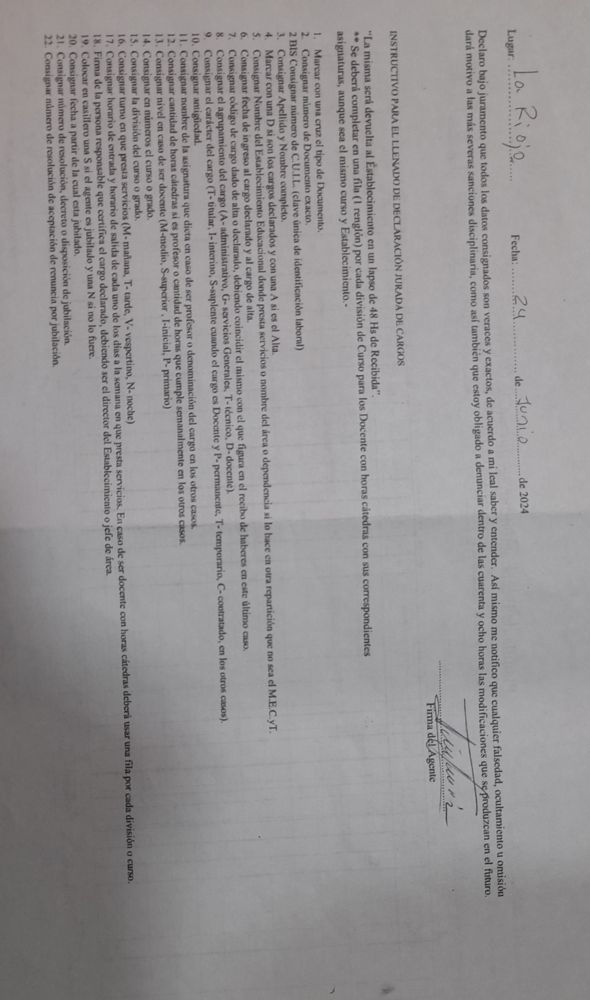 Lugar: La Rioja Fecha: 24 de Junio de 2024
Declaro bajo juramento que todos los datos consignados son veraces y exactos, de acuerdo a mi leal saber y entender. Así mismo me notifico que cualquier falsedad, ocultamiento u omisión
dará motivo a las más severas sanciones disciplinaria, como así también que estoy obligado a denunciar dentro de las cuarenta y ocho horas las modificaciones que se produzcan en el futuro.
Firma del Agente
INSTRUCTIVO PARA EL LLENADO DE DECLARACIÓN JURADA DE CARGOS
"La misma será devuelta al Establecimiento en un lapso de 48 Hs de Recibida".
** Se deberá completar en una fila (1 renglón) por cada división de Curso para los Docente con horas cátedras con sus correspondientes
asignaturas, aunque sea el mismo curso y Establecimiento.-
1. Marcar con una cruz el tipo de Documento.
2. Consignar número de Documento exacto.
2 BIS Consignar número de C.U.I.L. (clave única de identificación laboral)
3. Consignar Apellido y Nombre completo.
4. Marcar con una D si son los cargos declarados y con una A si es el Alta.
5. Consignar Nombre del Establecimiento Educacional donde presta servicios o nombre del área o dependencia si lo hace en otra repartición que no sea el M.E.C.yT.
6. Consignar fecha de ingreso al cargo declarado y al cargo de alta.
7. Consignar código de cargo dado de alta o declarado, debiendo coincidir el mismo con el que figura en el recibo de haberes en este último caso.
8. Consignar el agrupamiento del cargo (A- administrativo, G- servicios Generales, T- técnico, D- docente).
9. Consignar el carácter del cargo (T- titular, I- interino, S-suplente cuando el cargo es Docente y P- permanente, T- temporario, C- contratado, en los otros casos).
10. Consignar antigüedad.
11. Consignar nombre de la asignatura que dicta en caso de ser profesor o denominación del cargo en los otros casos.
12. Consignar cantidad de horas cátedras si es profesor o cantidad de horas que cumple semanalmente en los otros casos.
13. Consignar nivel en caso de ser docente (M-medio, S-superior , I-inicial, P- primario)
14. Consignar en números el curso o grado.
15. Consignar la división del curso o grado.
16. Consignar turno en que presta servicios (M- mañana, T- tarde, V- vespertino, N- noche)
17. Consignar horario de entrada y horario de salida de cada uno de los días a la semana en que presta servicios. En caso de ser docente con horas cátedras deberá usar una fila por cada división o curso.
18. Firma de la persona responsable que certifica el cargo declarado, debiendo ser el director del Establecimiento o jefe de área.
19. Colocar en casillero una S si el agente es jubilado y una N si no lo fuere.
20. Consignar fecha a partir de la cual esta jubilado.
21. Consignar número de resolución, decreto o disposición de jubilación.
22. Consignar número de resolución de aceptación de renuncia por jubilación.